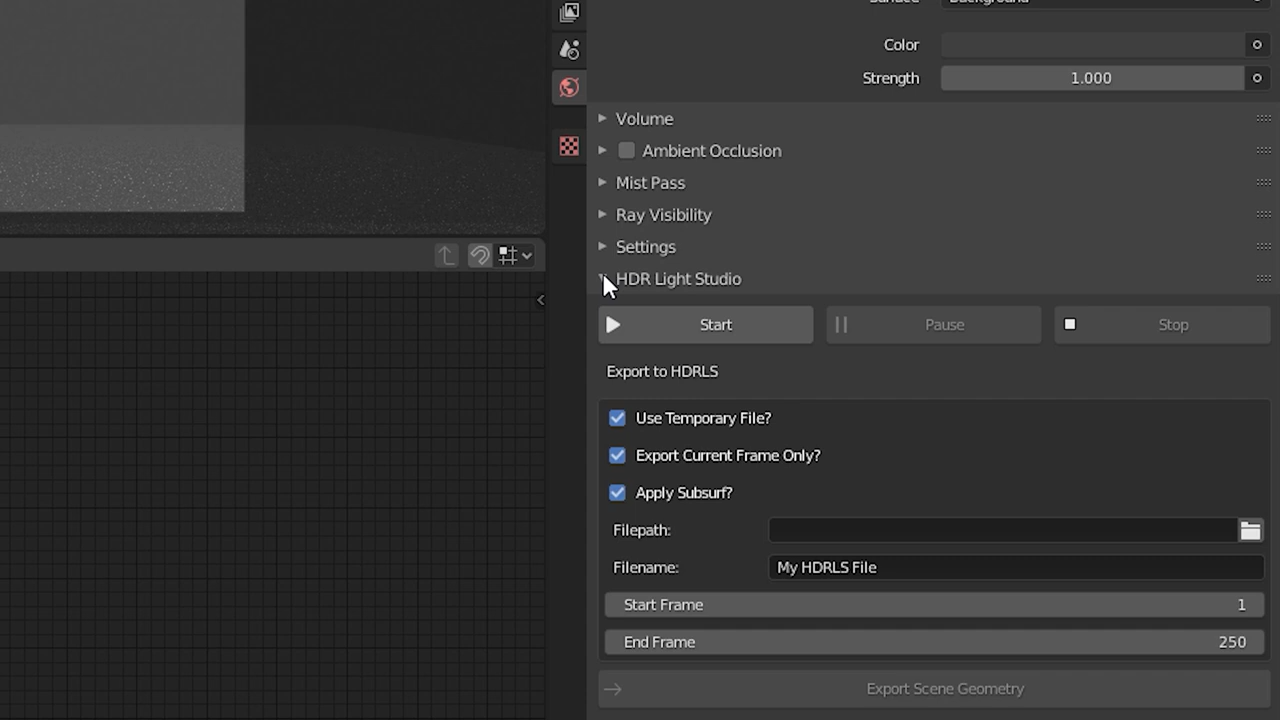 Surface Background
Color
Strength 1.000
Volume
Ambient Occlusion
Mist Pass
Ray Visibility
Settings
HDR Light Studio
Start Pause Stop
Export to HDRLS
Use Temporary File?
Export Current Frame Only?
Apply Subsurf?
Filepath:
Filename: My HDRLS File
Start Frame 1
End Frame 250
Export Scene Geometry